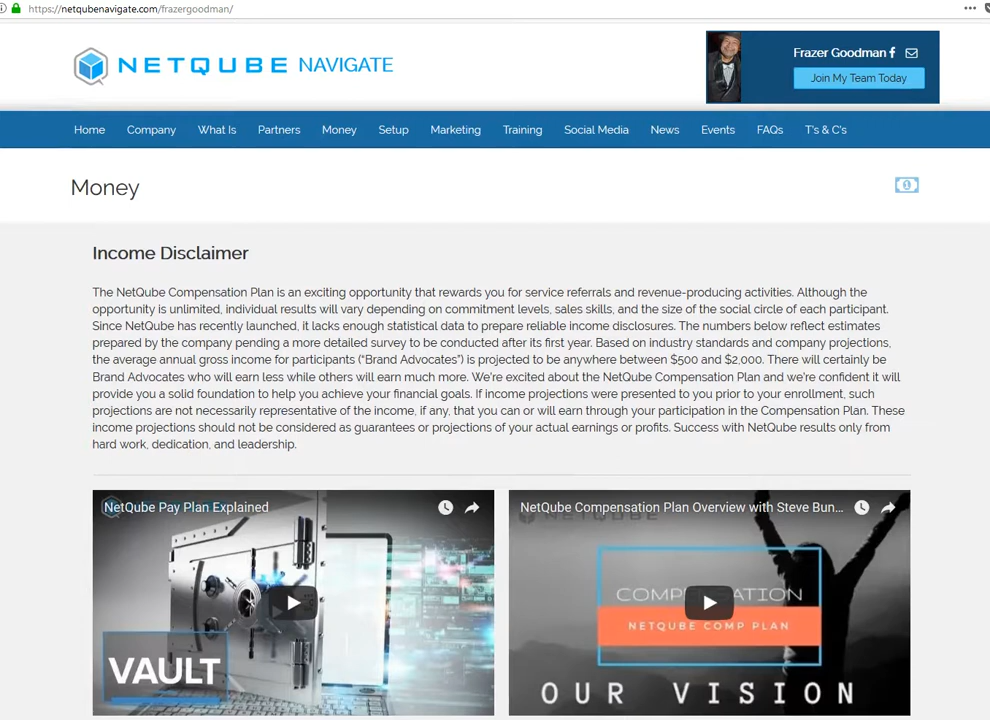 https://netqubenavigate.com/frazergoodman/
NETQUBE NAVIGATE
Frazer Goodman
Join My Team Today
Home Company What Is Partners Money Setup Marketing Training Social Media News Events FAQs T's & C's
Money
Income Disclaimer
The NetQube Compensation Plan is an exciting opportunity that rewards you for service referrals and revenue-producing activities. Although the
opportunity is unlimited, individual results will vary depending on commitment levels, sales skills, and the size of the social circle of each participant.
Since NetQube has recently launched, it lacks enough statistical data to prepare reliable income disclosures. The numbers below reflect estimates
prepared by the company pending a more detailed survey to be conducted after its first year. Based on industry standards and company projections,
the average annual gross income for participants (“Brand Advocates”) is projected to be anywhere between $500 and $2,000. There will certainly be
Brand Advocates who will earn less while others will earn much more. We’re excited about the NetQube Compensation Plan and we’re confident it will
provide you a solid foundation to help you achieve your financial goals. If income projections were presented to you prior to your enrollment, such
projections are not necessarily representative of the income, if any, that you can or will earn through your participation in the Compensation Plan. These
income projections should not be considered as guarantees or projections of your actual earnings or profits. Success with NetQube results only from
hard work, dedication, and leadership.
NetQube Pay Plan Explained
VAULT
NetQube Compensation Plan Overview with Steve Bun...
NETQUBE
COMPENSATION
NETQUBE COMP PLAN
OUR VISION